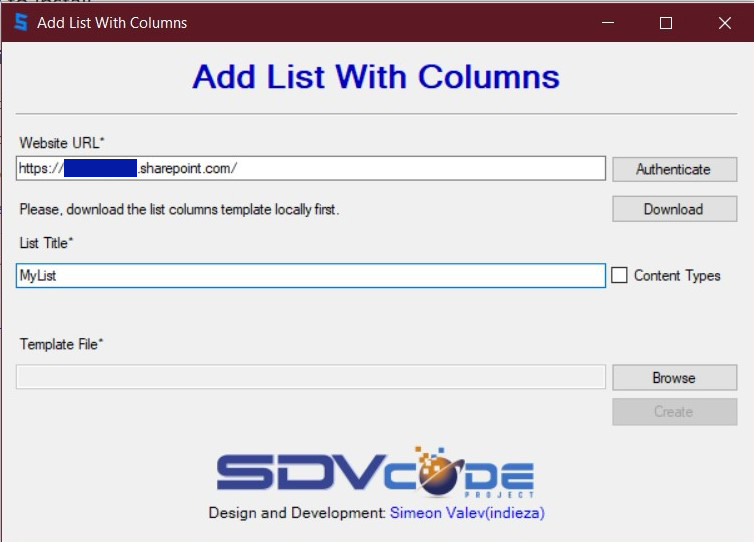 Add List With Columns
Add List With Columns
Website URL*
https:// .sharepoint.com/
Authenticate
Please, download the list columns template locally first.
Download
List Title*
MyList
Content Types
Template File*
Browse
Create
SDVCODE
PROJECT
Design and Development: Simeon Valev(indieza)